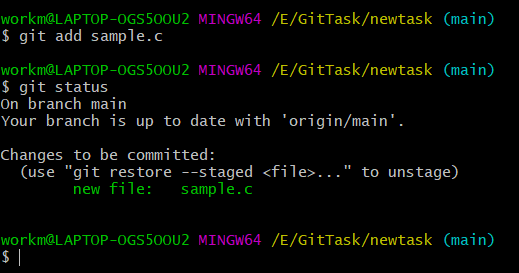 workm@LAPTOP-OGS5OOU2 MINGW64 /E/GitTask/newtask (main)
$ git add sample.c
workm@LAPTOP-OGS5OOU2 MINGW64 /E/GitTask/newtask (main)
$ git status
On branch main
Your branch is up to date with 'origin/main'.
Changes to be committed:
  (use "git restore --staged <file>..." to unstage)
        new file:   sample.c
workm@LAPTOP-OGS5OOU2 MINGW64 /E/GitTask/newtask (main)
$